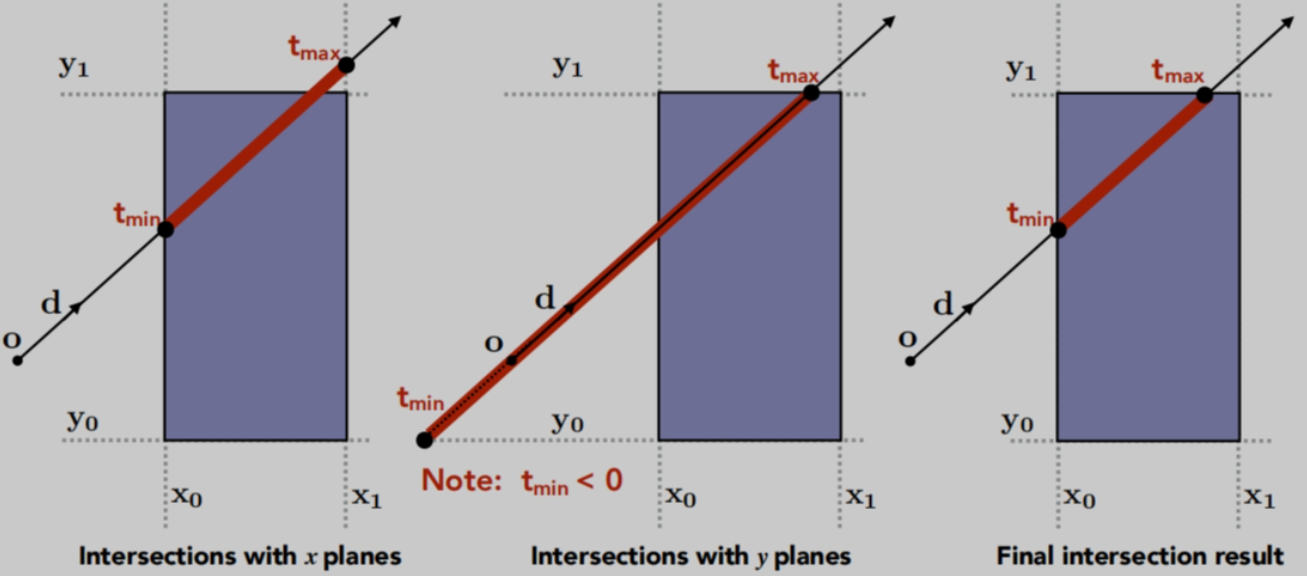 tmax
y1
tmin
d
o
y0
x0
x1
Intersections with x planes
tmax
y1
d
o
tmin
y0
Note: tmin < 0
x0
x1
Intersections with y planes
tmax
y1
tmin
d
o
y0
x0
x1
Final intersection result